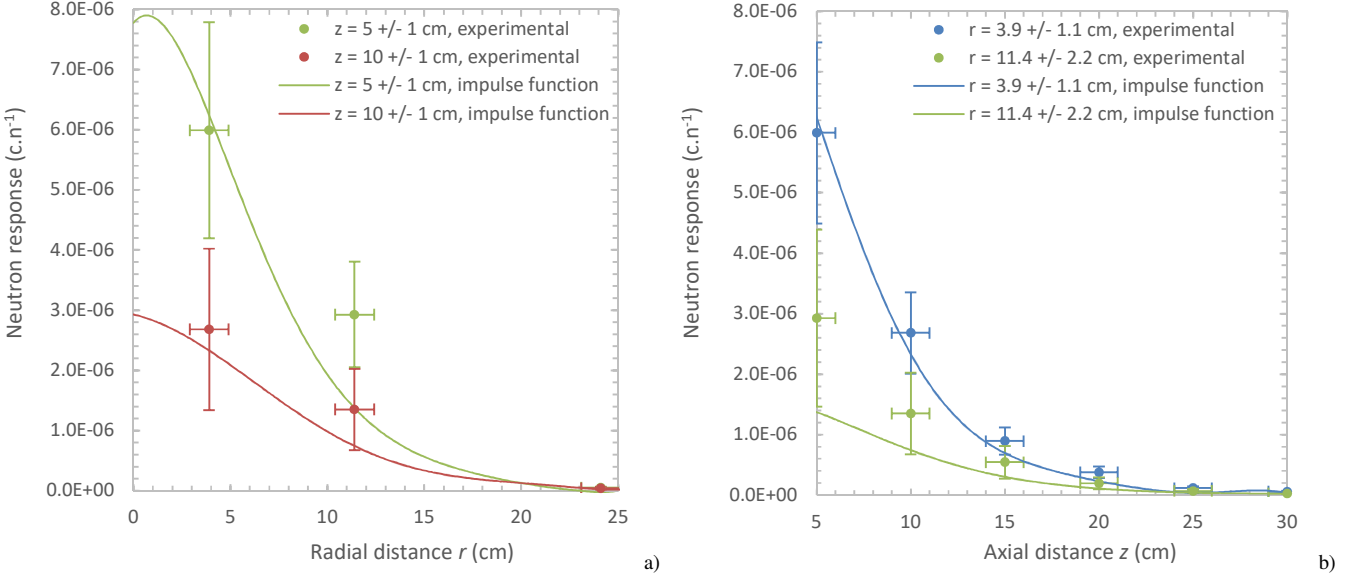 8.0E-06
7.0E-06
6.0E-06
5.0E-06
4.0E-06
3.0E-06
2.0E-06
1.0E-06
0.0E+00
Neutron response (c.n⁻¹)
z = 5 +/- 1 cm, experimental
z = 10 +/- 1 cm, experimental
z = 5 +/- 1 cm, impulse function
z = 10 +/- 1 cm, impulse function
0 5 10 15 20 25
Radial distance r (cm)
a)
8.0E-06
7.0E-06
6.0E-06
5.0E-06
4.0E-06
3.0E-06
2.0E-06
1.0E-06
0.0E+00
Neutron response (c.n⁻¹)
r = 3.9 +/- 1.1 cm, experimental
r = 11.4 +/- 2.2 cm, experimental
r = 3.9 +/- 1.1 cm, impulse function
r = 11.4 +/- 2.2 cm, impulse function
5 10 15 20 25 30
Axial distance z (cm)
b)